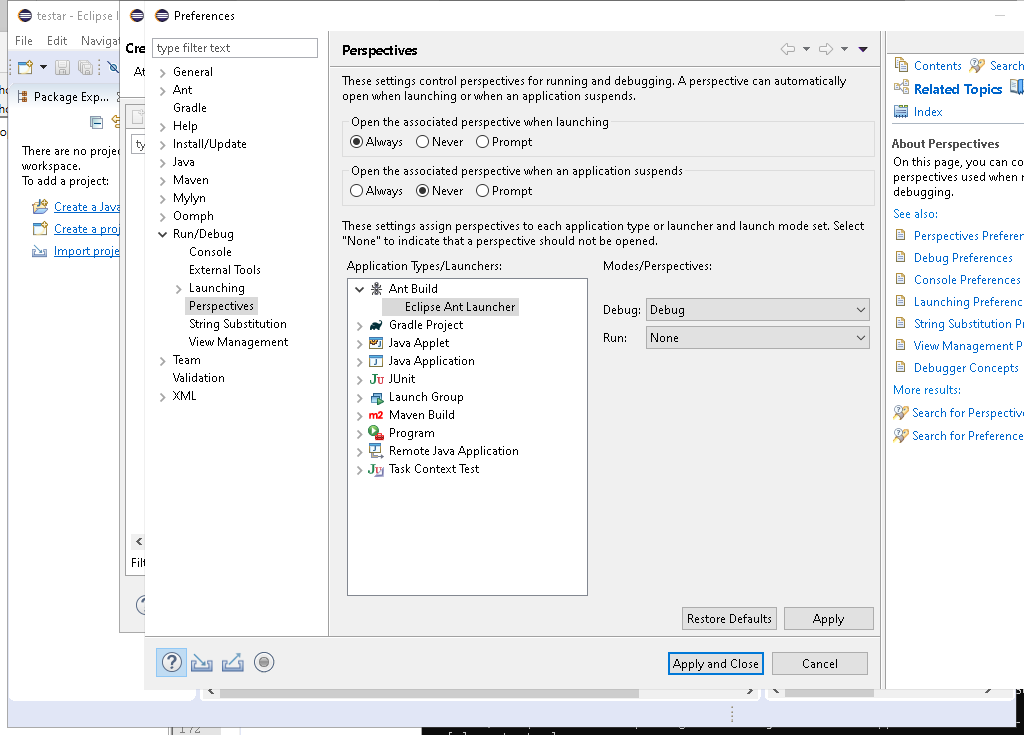 testar - Eclipse I
File Edit Navigat
Package Exp...
There are no projec
workspace.
To add a project:
Create a Java
Create a proj
Import proje
Cre
At
ty
Filt
Preferences
type filter text
General
Ant
Gradle
Help
Install/Update
Java
Maven
Mylyn
Oomph
Run/Debug
Console
External Tools
Launching
Perspectives
String Substitution
View Management
Team
Validation
XML
Perspectives
These settings control perspectives for running and debugging. A perspective can automatically
open when launching or when an application suspends.
Open the associated perspective when launching
Always Never Prompt
Open the associated perspective when an application suspends
Always Never Prompt
These settings assign perspectives to each application type or launcher and launch mode set. Select
"None" to indicate that a perspective should not be opened.
Application Types/Launchers:
Ant Build
Eclipse Ant Launcher
Gradle Project
Java Applet
Java Application
JUnit
Launch Group
Maven Build
Program
Remote Java Application
Task Context Test
Modes/Perspectives:
Debug: Debug
Run: None
Restore Defaults Apply
Apply and Close Cancel
Contents Search
Related Topics
Index
About Perspectives
On this page, you can co
perspectives used when r
debugging.
See also:
Perspectives Preferen
Debug Preferences
Console Preferences
Launching Preferenc
String Substitution Pr
View Management P
Debugger Concepts
More results:
Search for Perspective
Search for Preference
172